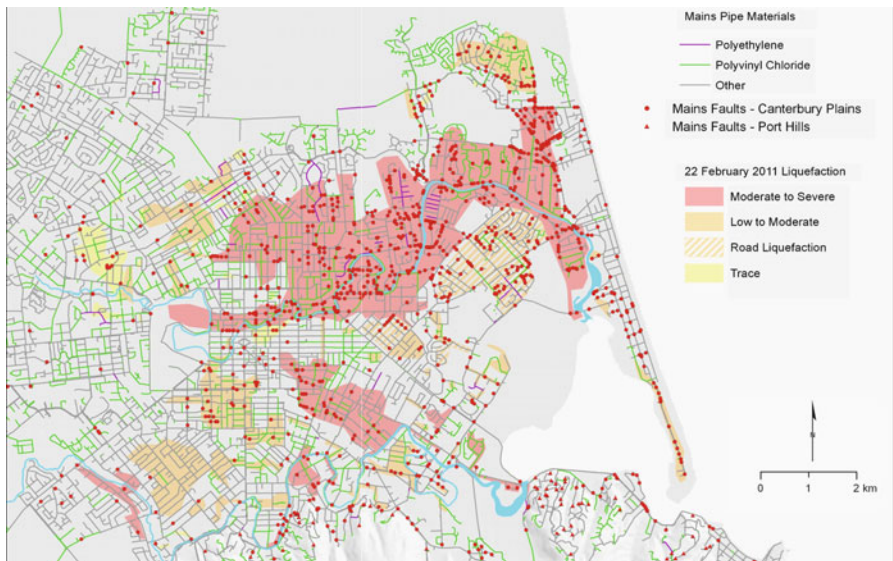 Mains Pipe Materials
Polyethylene
Polyvinyl Chloride
Other
Mains Faults - Canterbury Plains
Mains Faults - Port Hills
22 February 2011 Liquefaction
Moderate to Severe
Low to Moderate
Road Liquefaction
Trace
N
0 1 2 km